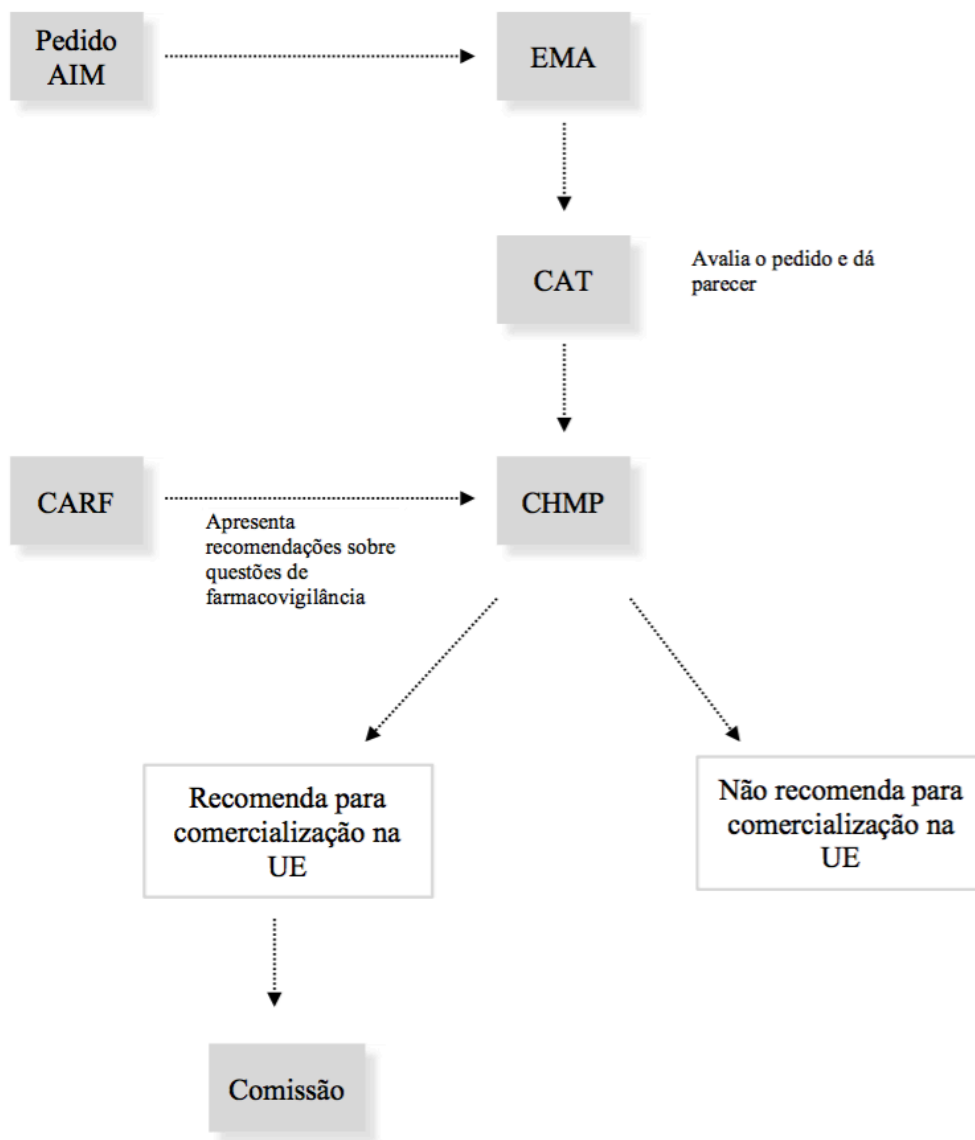 Pedido
AIM
EMA
CAT
Avalia o pedido e dá
parecer
CARF
CHMP
Apresenta
recomendações sobre
questões de
farmacovigilância
Recomenda para
comercialização na
UE
Não recomenda para
comercialização na
UE
Comissão